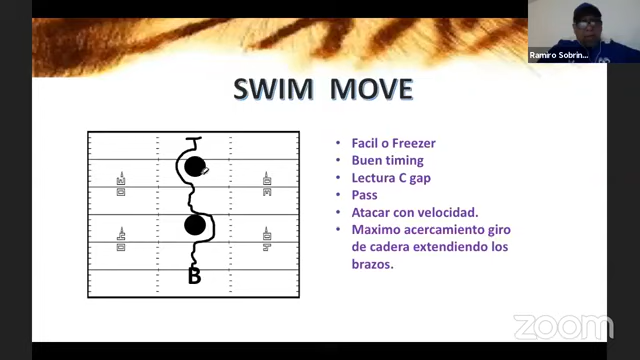 Ramiro Sobrin...
SWIM MOVE
• Facil o Freezer
• Buen timing
• Lectura C gap
• Pass
• Atacar con velocidad.
• Maximo acercamiento giro
de cadera extendiendo los
brazos.
B
zoom